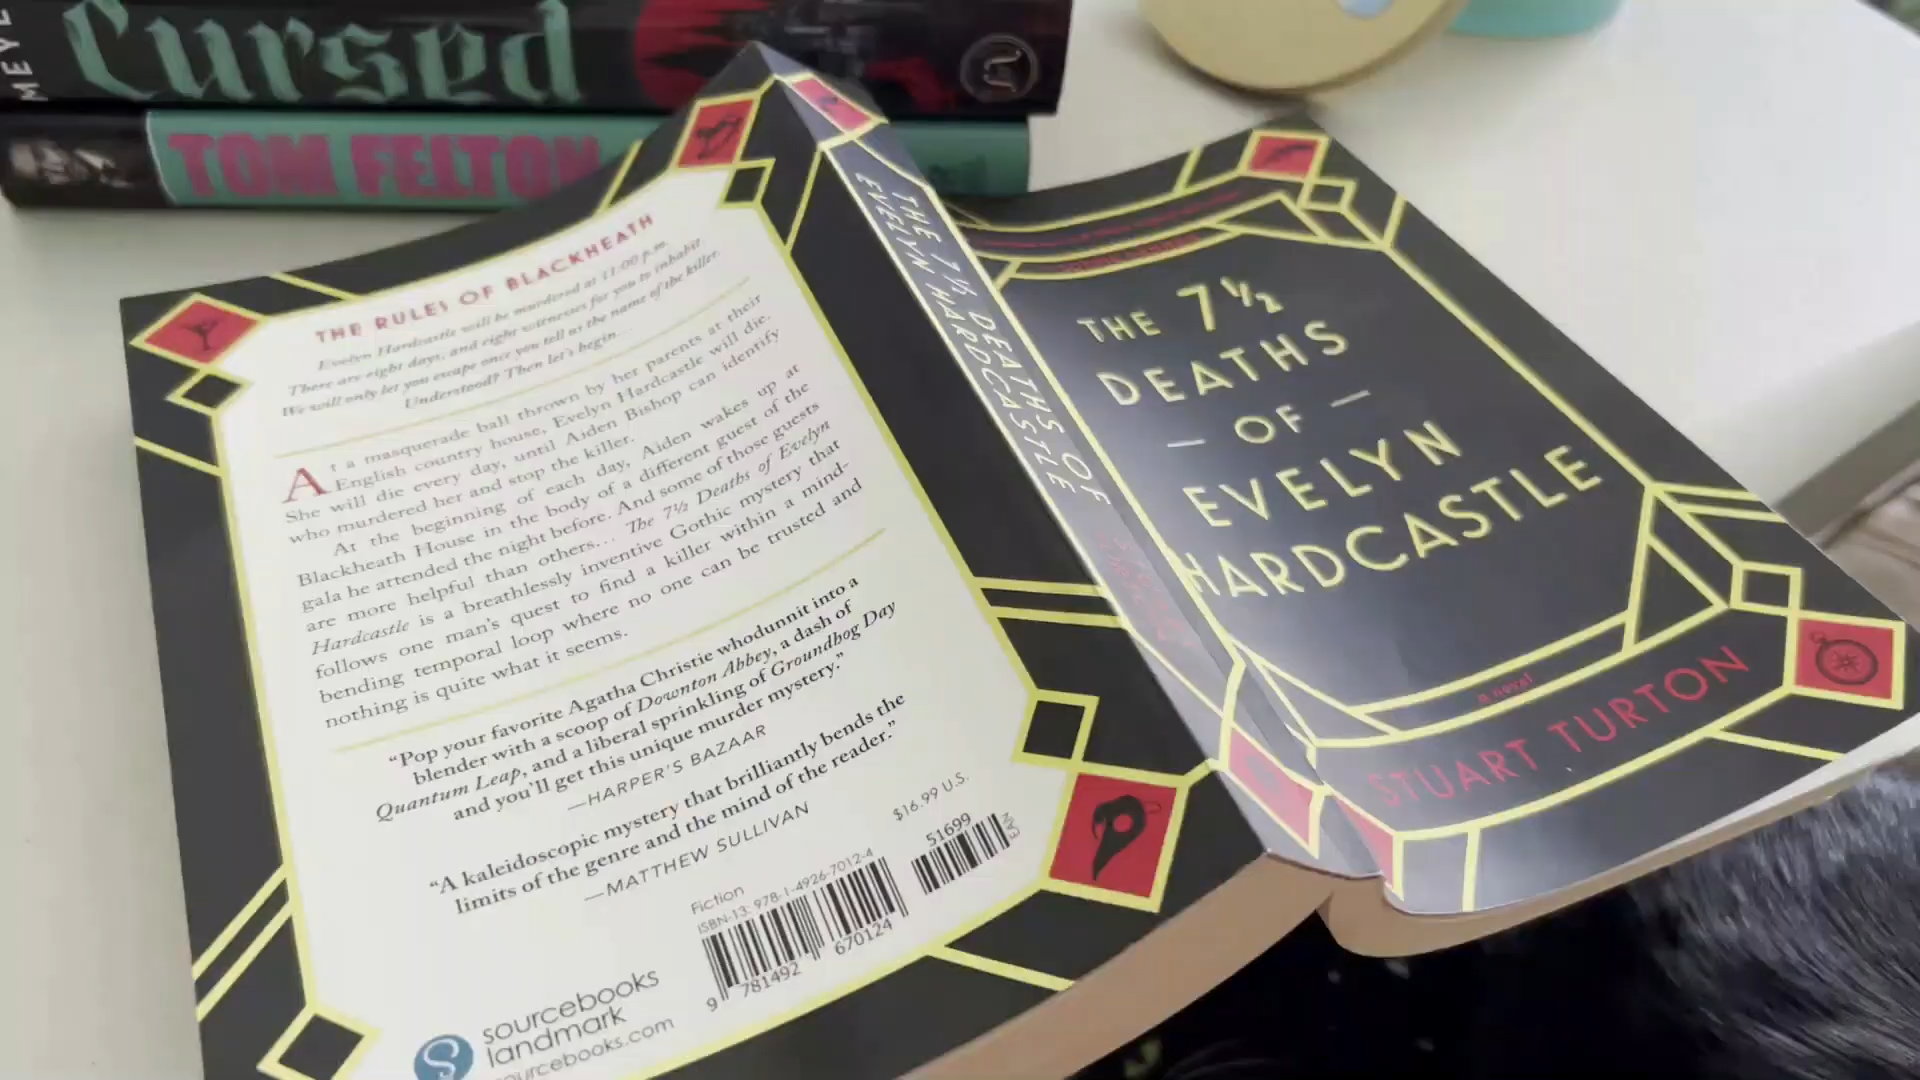 MEYE
Cursed
TOM FELTON
THE RULES OF BLACKHEATH
Evelyn Hardcastle will be murdered at 11:00 p.m.
There are eight days, and eight witnesses for you to inhabit.
We will only let you escape once you tell us the name of the killer.
Understood? Then let's begin...
At a masquerade ball thrown by her parents at their
English country house, Evelyn Hardcastle will die.
She will die every day, until Aiden Bishop can identify
who murdered her and stop the killer.
At the beginning of each day, Aiden wakes up at
Blackheath House in the body of a different guest of the
gala he attended the night before. And some of those guests
are more helpful than others... The 7½ Deaths of Evelyn
Hardcastle is a breathlessly inventive Gothic mystery that
follows one man's quest to find a killer within a mind-
bending temporal loop where no one can be trusted and
nothing is quite what it seems.
"Pop your favorite Agatha Christie whodunnit into a
blender with a scoop of Downton Abbey, a dash of
Quantum Leap, and a liberal sprinkling of Groundhog Day
and you'll get this unique murder mystery."
—HARPER'S BAZAAR
"A kaleidoscopic mystery that brilliantly bends the
limits of the genre and the mind of the reader."
—MATTHEW SULLIVAN
$16.99 U.S.
Fiction
ISBN-13: 978-1-4926-7012-4
51699
EAN
9 781492 670124
sourcebooks
landmark
sourcebooks.com
THE 7½ DEATHS OF
EVELYN HARDCASTLE
THE 7½
DEATHS
— OF —
EVELYN
HARDCASTLE
a novel
STUART TURTON